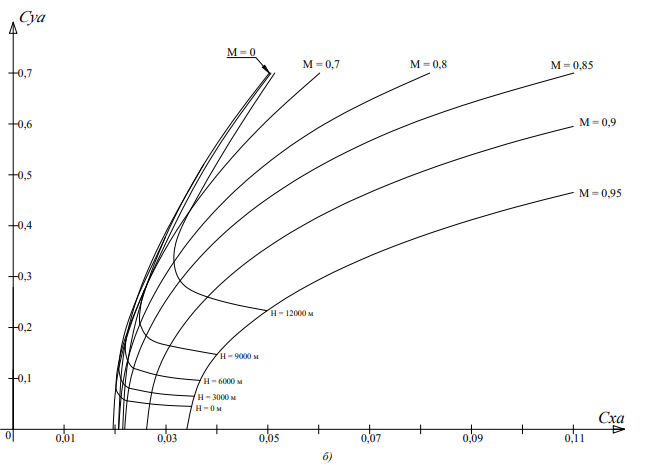 Cya
M = 0
M = 0,7
M = 0,8
M = 0,85
0,7
0,6
M = 0,9
0,5
0,4
M = 0,95
0,3
H = 12000 м
0,2
H = 9000 м
0,1
H = 6000 м
H = 3000 м
H = 0 м
Cxa
0
0,01
0,03
0,05
0,07
0,09
0,11
б)